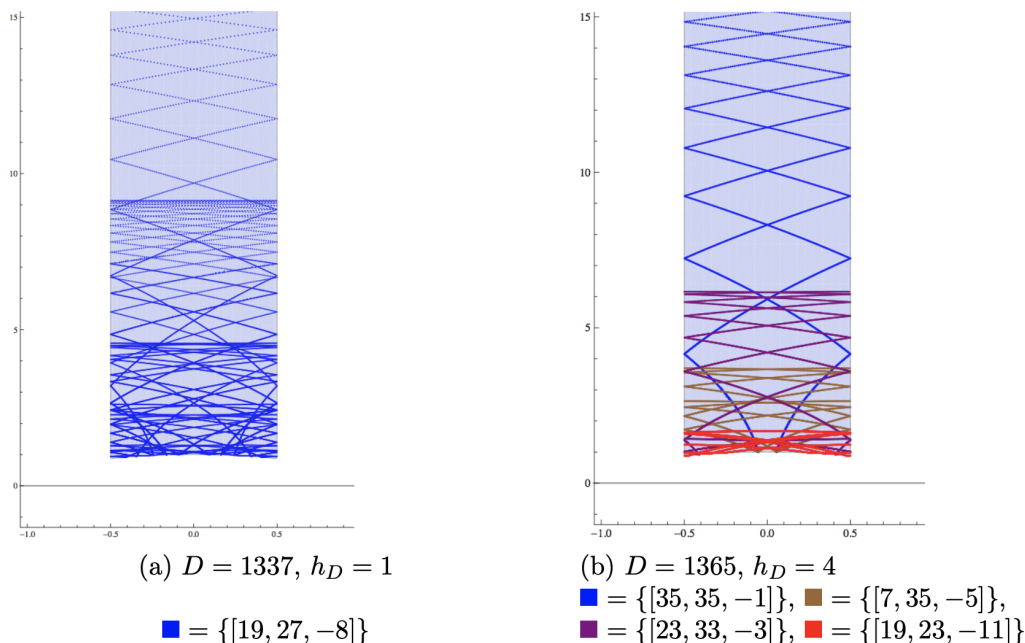 15
10
5
0
-1.0 -0.5 0.0 0.5
(a) D = 1337, h_D = 1
= {[19, 27, −8]}
15
10
5
0
-1.0 -0.5 0.0 0.5
(b) D = 1365, h_D = 4
= {[35, 35, −1]}, = {[7, 35, −5]},
= {[23, 33, −3]} = {[19, 23, −11]}